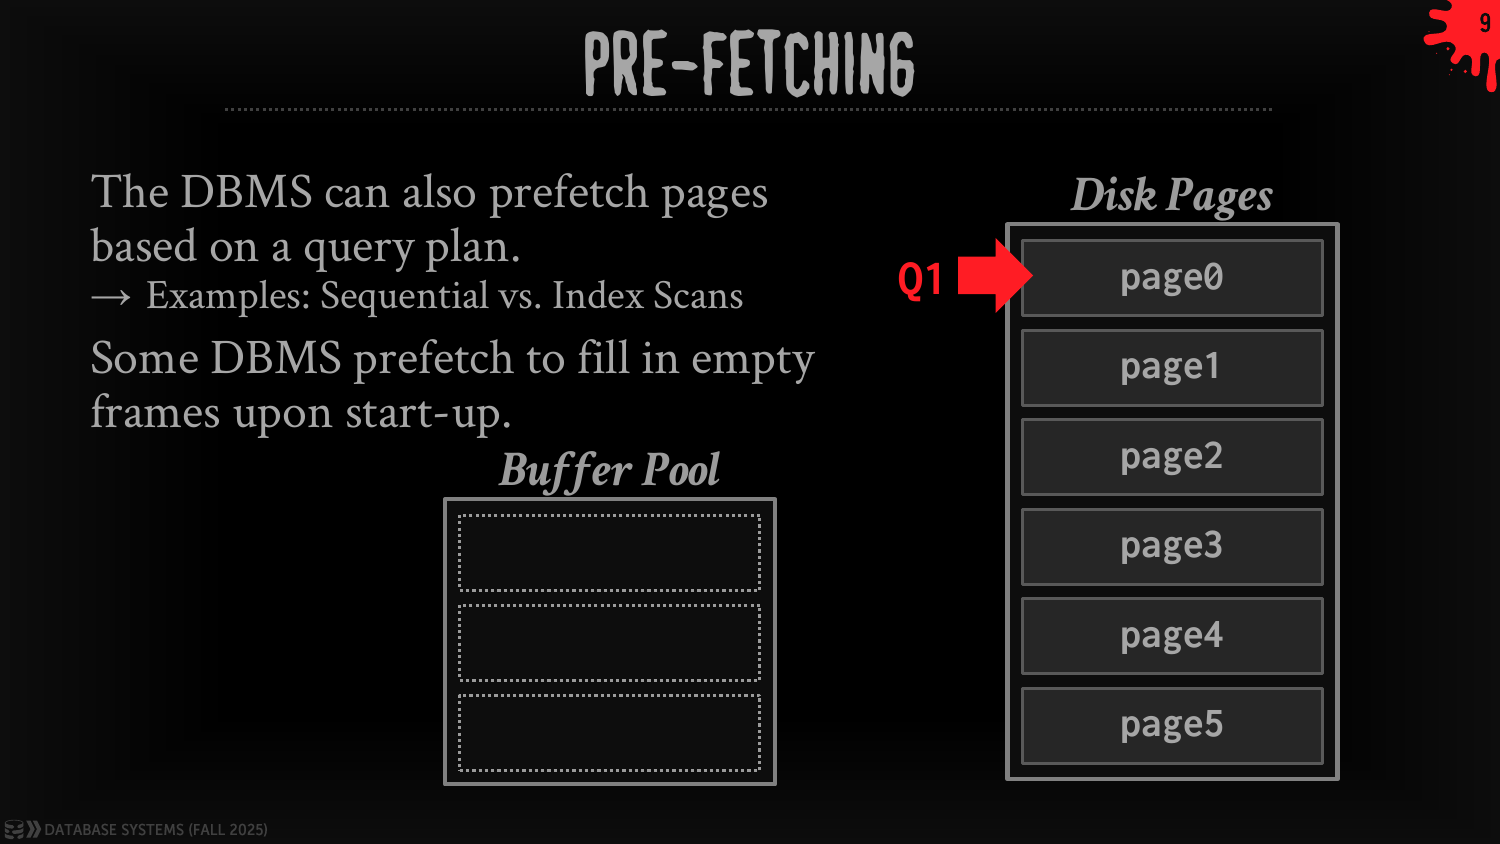 PRE-FETCHING
9
The DBMS can also prefetch pages
based on a query plan.
→ Examples: Sequential vs. Index Scans
Some DBMS prefetch to fill in empty
frames upon start-up.
Buffer Pool
Disk Pages
Q1
page0
page1
page2
page3
page4
page5
DATABASE SYSTEMS (FALL 2025)